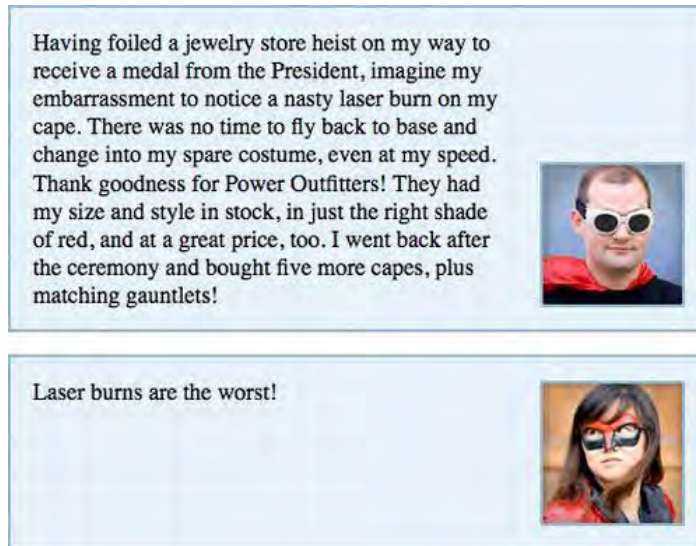 Having foiled a jewelry store heist on my way to
receive a medal from the President, imagine my
embarrassment to notice a nasty laser burn on my
cape. There was no time to fly back to base and
change into my spare costume, even at my speed.
Thank goodness for Power Outfitters! They had
my size and style in stock, in just the right shade
of red, and at a great price, too. I went back after
the ceremony and bought five more capes, plus
matching gauntlets!
Laser burns are the worst!